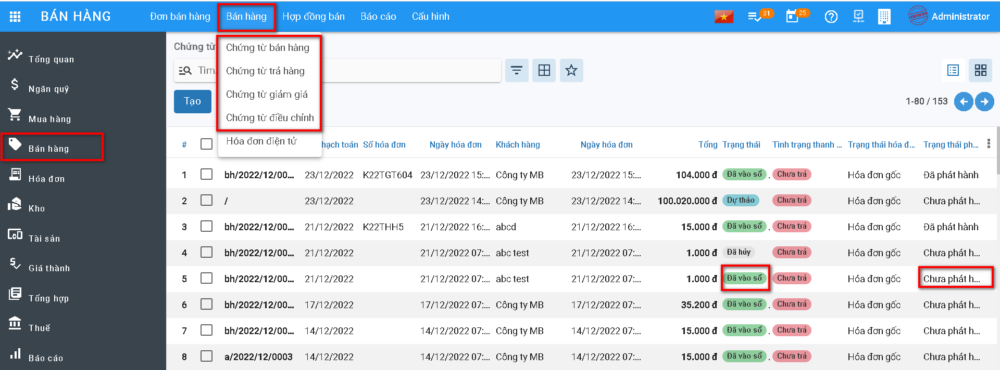 BÁN HÀNG Đơn bán hàng Bán hàng Hợp đồng bán Báo cáo Cấu hình 31 25 CERTIFIED Administrator
Tổng quan
Ngân quỹ
Mua hàng
Bán hàng
Hóa đơn
Kho
Tài sản
Giá thành
Tổng hợp
Thuế
Báo cáo
Chứng từ
Tìm
Tạo
Chứng từ bán hàng
Chứng từ trả hàng
Chứng từ giảm giá
Chứng từ điều chỉnh
Hóa đơn điện tử
1-80 / 153
# hạch toán Số hóa đơn Ngày hóa đơn Khách hàng Ngày hóa đơn Tổng Trạng thái Tình trạng thanh ... Trạng thái hóa đ... Trạng thái ph...
1 bh/2022/12/00... 23/12/2022 K22TGT604 23/12/2022 15:... Công ty MB 23/12/2022 15:... 104.000 đ Đã vào sổ . Chưa trả Hóa đơn gốc Đã phát hành
2 / 23/12/2022 23/12/2022 14:... Công ty MB 23/12/2022 14:... 100.020.000 đ Dự thảo Chưa trả Hóa đơn gốc Chưa phát h...
3 bh/2022/12/00... 21/12/2022 K22THH5 21/12/2022 16:... abcd 21/12/2022 16:... 15.000 đ Đã vào sổ . Chưa trả Hóa đơn gốc Đã phát hành
4 bh/2022/12/00... 21/12/2022 21/12/2022 07:... abc test 21/12/2022 07:... 1.000 đ Đã hủy Chưa trả Hóa đơn gốc Chưa phát h...
5 bh/2022/12/00... 21/12/2022 21/12/2022 07:... abc test 21/12/2022 07:... 1.000 đ Đã vào sổ Chưa trả Hóa đơn gốc Chưa phát h...
6 bh/2022/12/00... 17/12/2022 17/12/2022 07:... Công ty MB 17/12/2022 07:... 35.200 đ Đã vào sổ . Chưa trả Hóa đơn gốc Chưa phát h...
7 bh/2022/12/00... 14/12/2022 14/12/2022 07:... Công ty MB 14/12/2022 07:... 15.000 đ Đã vào sổ . Chưa trả Hóa đơn gốc Chưa phát h...
8 a/2022/12/0003 14/12/2022 14/12/2022 07:... Công ty MB 14/12/2022 07:... 15.000 đ Đã vào sổ . Chưa trả Hóa đơn gốc Chưa phát h...